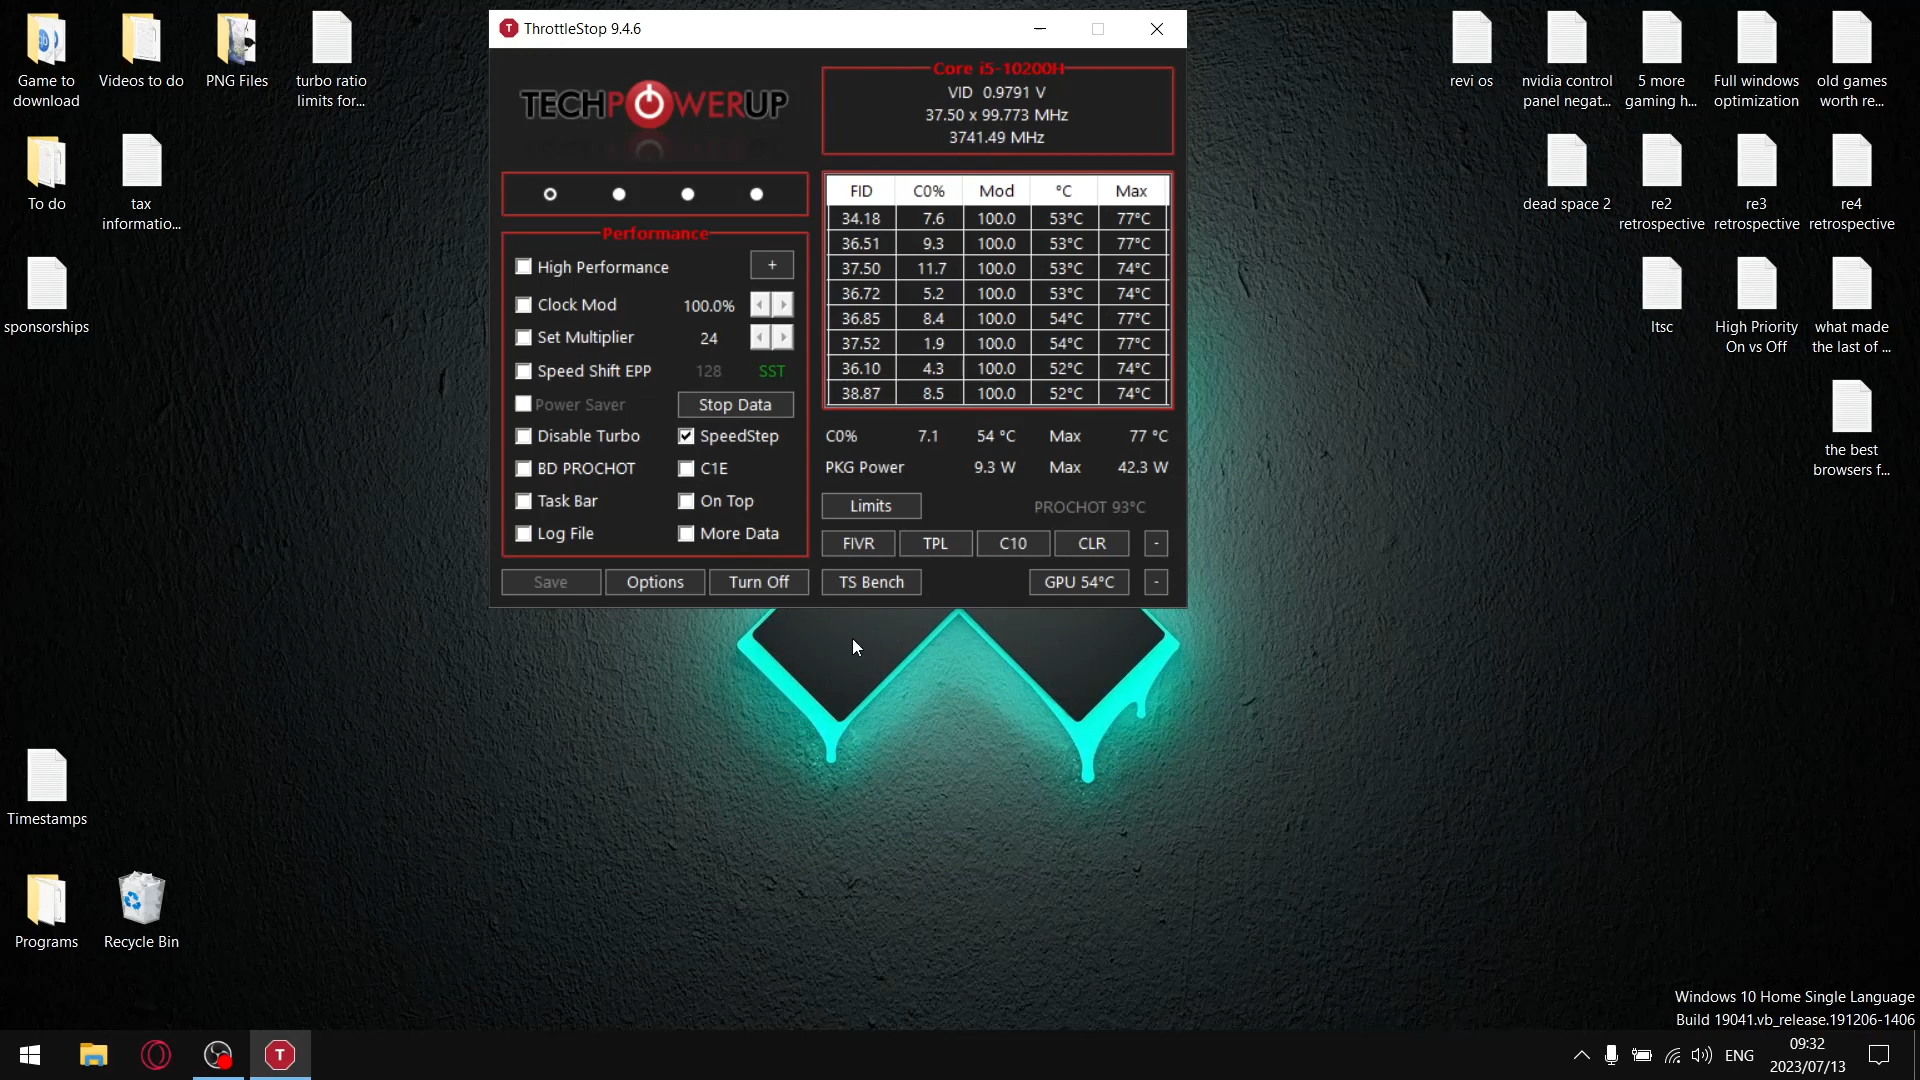 Game to
download
Videos to do
PNG Files
turbo ratio
limits for...
To do
tax
informatio...
sponsorships
Timestamps
Programs
Recycle Bin
ThrottleStop 9.4.6
TECHPOWERUP
Core i5-10200H
VID 0.9791 V
37.50 x 99.773 MHz
3741.49 MHz
Performance
High Performance +
Clock Mod 100.0%
Set Multiplier 24
Speed Shift EPP 128 SST
Power Saver Stop Data
Disable Turbo SpeedStep
BD PROCHOT C1E
Task Bar On Top
Log File More Data
Save Options Turn Off
FID C0% Mod °C Max
34.18 7.6 100.0 53°C 77°C
36.51 9.3 100.0 53°C 77°C
37.50 11.7 100.0 53°C 74°C
36.72 5.2 100.0 53°C 74°C
36.85 8.4 100.0 54°C 77°C
37.52 1.9 100.0 54°C 77°C
36.10 4.3 100.0 52°C 74°C
38.87 8.5 100.0 52°C 74°C
C0% 7.1 54 °C Max 77 °C
PKG Power 9.3 W Max 42.3 W
Limits PROCHOT 93°C
FIVR TPL C10 CLR -
TS Bench GPU 54°C -
revi os
nvidia control
panel negat...
5 more
gaming h...
Full windows
optimization
old games
worth re...
dead space 2
re2
retrospective
re3
retrospective
re4
retrospective
ltsc
High Priority
On vs Off
what made
the last of ...
the best
browsers f...
Windows 10 Home Single Language
Build 19041.vb_release.191206-1406
T
ENG
09:32
2023/07/13